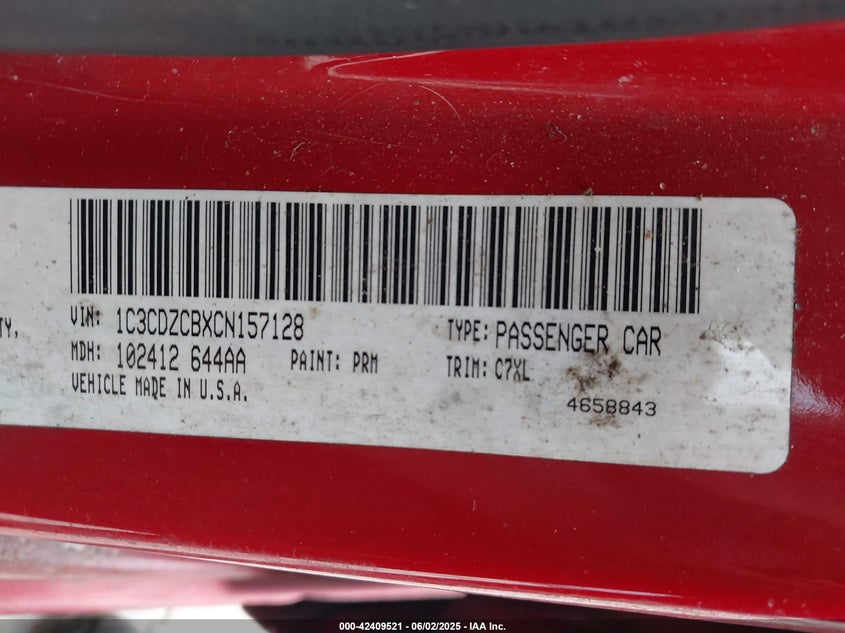 TY,
VIN: 1C3CDZCBXCN157128
TYPE: PASSENGER CAR
MDH: 102412 644AA
PAINT: PRM
TRIM: C7XL
VEHICLE MADE IN U.S.A.
4658843
000-42409521 - 06/02/2025 - IAA Inc.